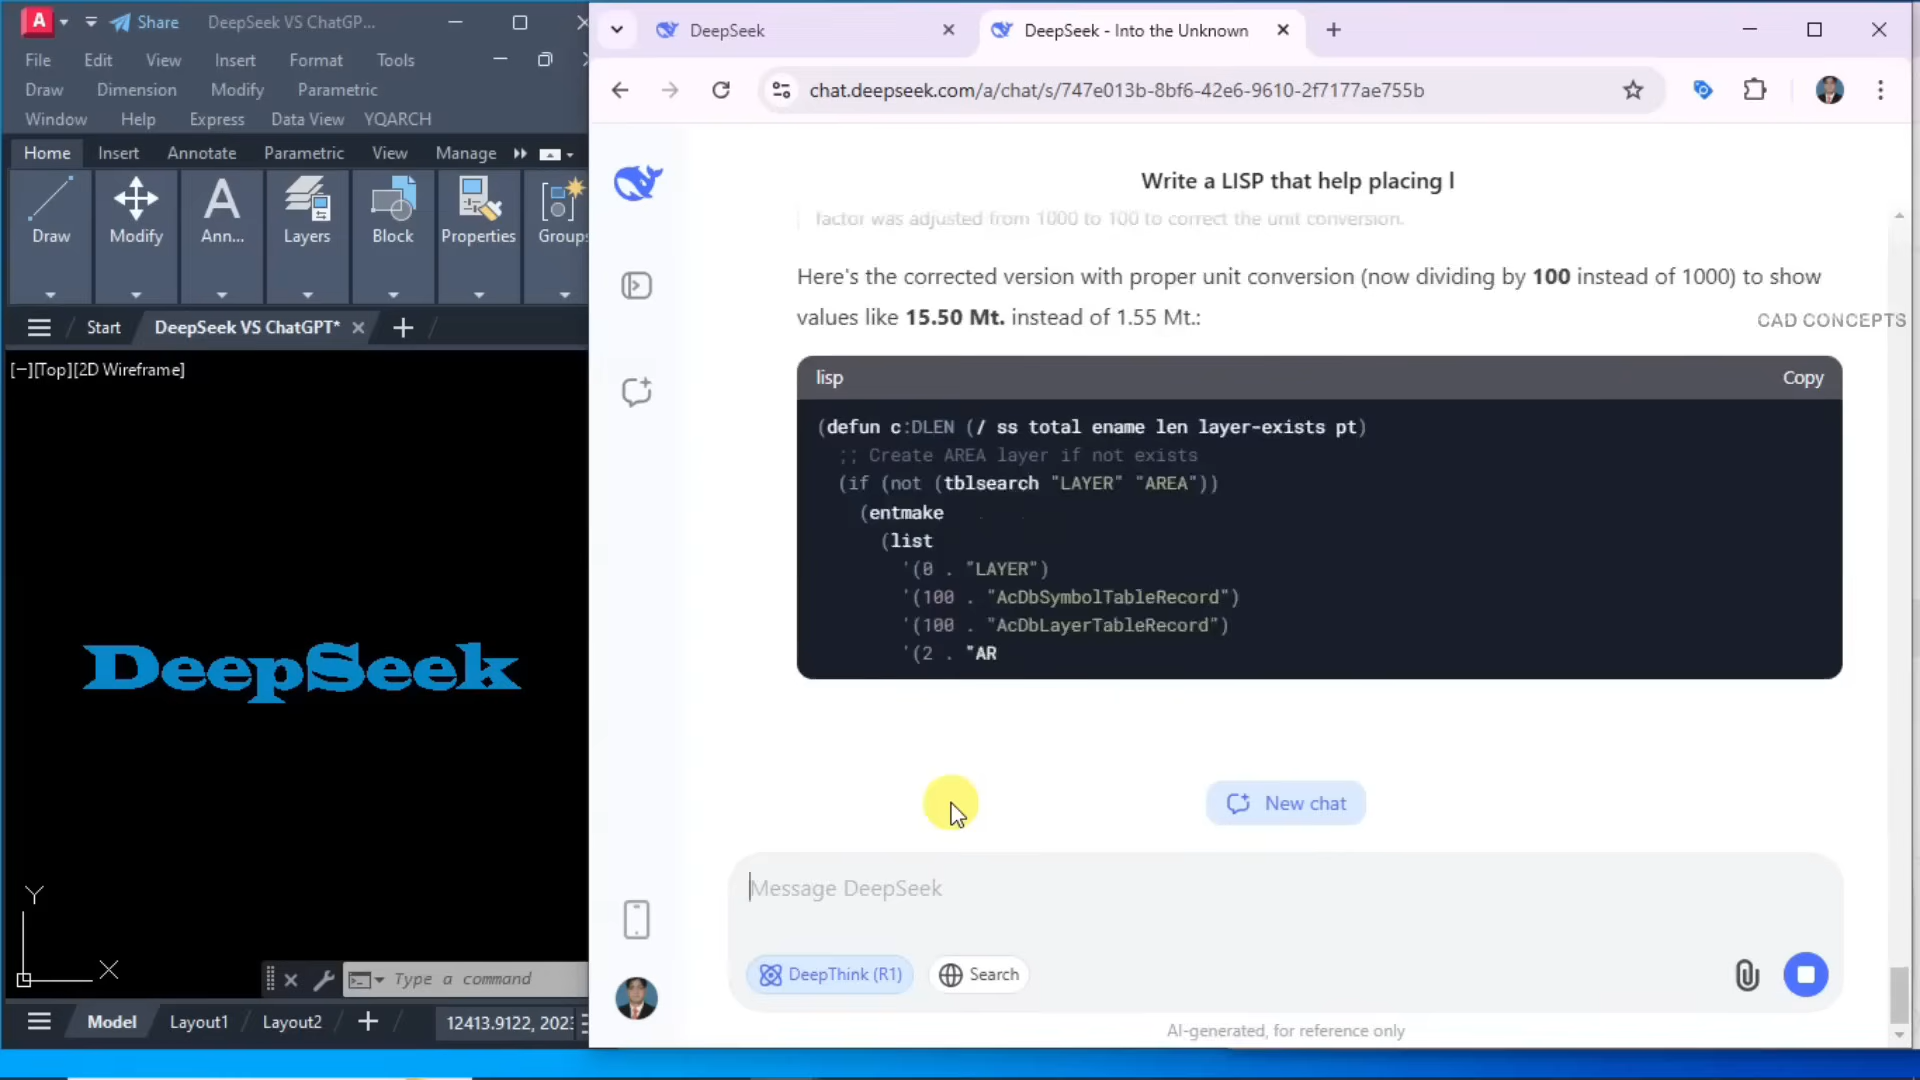 A
Share
DeepSeek VS ChatGP...
File Edit View Insert Format Tools
Draw Dimension Modify Parametric
Window Help Express Data View YQARCH
Home Insert Annotate Parametric View Manage
A
Draw Modify Ann... Layers Block Properties Groups
Start DeepSeek VS ChatGPT*
[−][Top][2D Wireframe]
DeepSeek
Y
X
Type a command
Model Layout1 Layout2 12413.9122, 2023
DeepSeek
DeepSeek - Into the Unknown
chat.deepseek.com/a/chat/s/747e013b-8bf6-42e6-9610-2f7177ae755b
Write a LISP that help placing l
factor was adjusted from 1000 to 100 to correct the unit conversion.
Here's the corrected version with proper unit conversion (now dividing by 100 instead of 1000) to show
values like 15.50 Mt. instead of 1.55 Mt.:
CAD CONCEPTS
lisp
Copy
(defun c:DLEN (/ ss total ename len layer-exists pt)
;; Create AREA layer if not exists
(if (not (tblsearch "LAYER" "AREA"))
(entmake
(list
'(0 . "LAYER")
'(100 . "AcDbSymbolTableRecord")
'(100 . "AcDbLayerTableRecord")
'(2 . "AR
New chat
Message DeepSeek
DeepThink (R1)
Search
AI-generated, for reference only